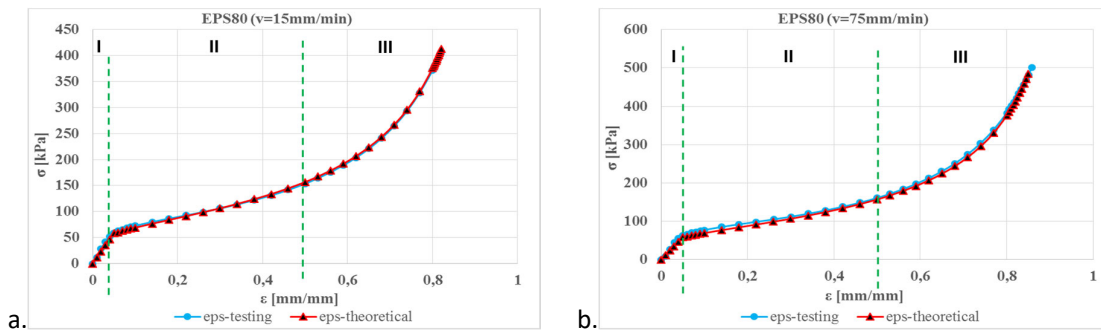 EPS80 (v=15mm/min)
I II III
σ [kPa]
450
400
350
300
250
200
150
100
50
0
0 0,2 0,4 0,6 0,8 1
ε [mm/mm]
eps-testing eps-theoretical
a.
EPS80 (v=75mm/min)
I II III
σ [kPa]
600
500
400
300
200
100
0
0 0,2 0,4 0,6 0,8 1
ε [mm/mm]
eps-testing eps-theoretical
b.